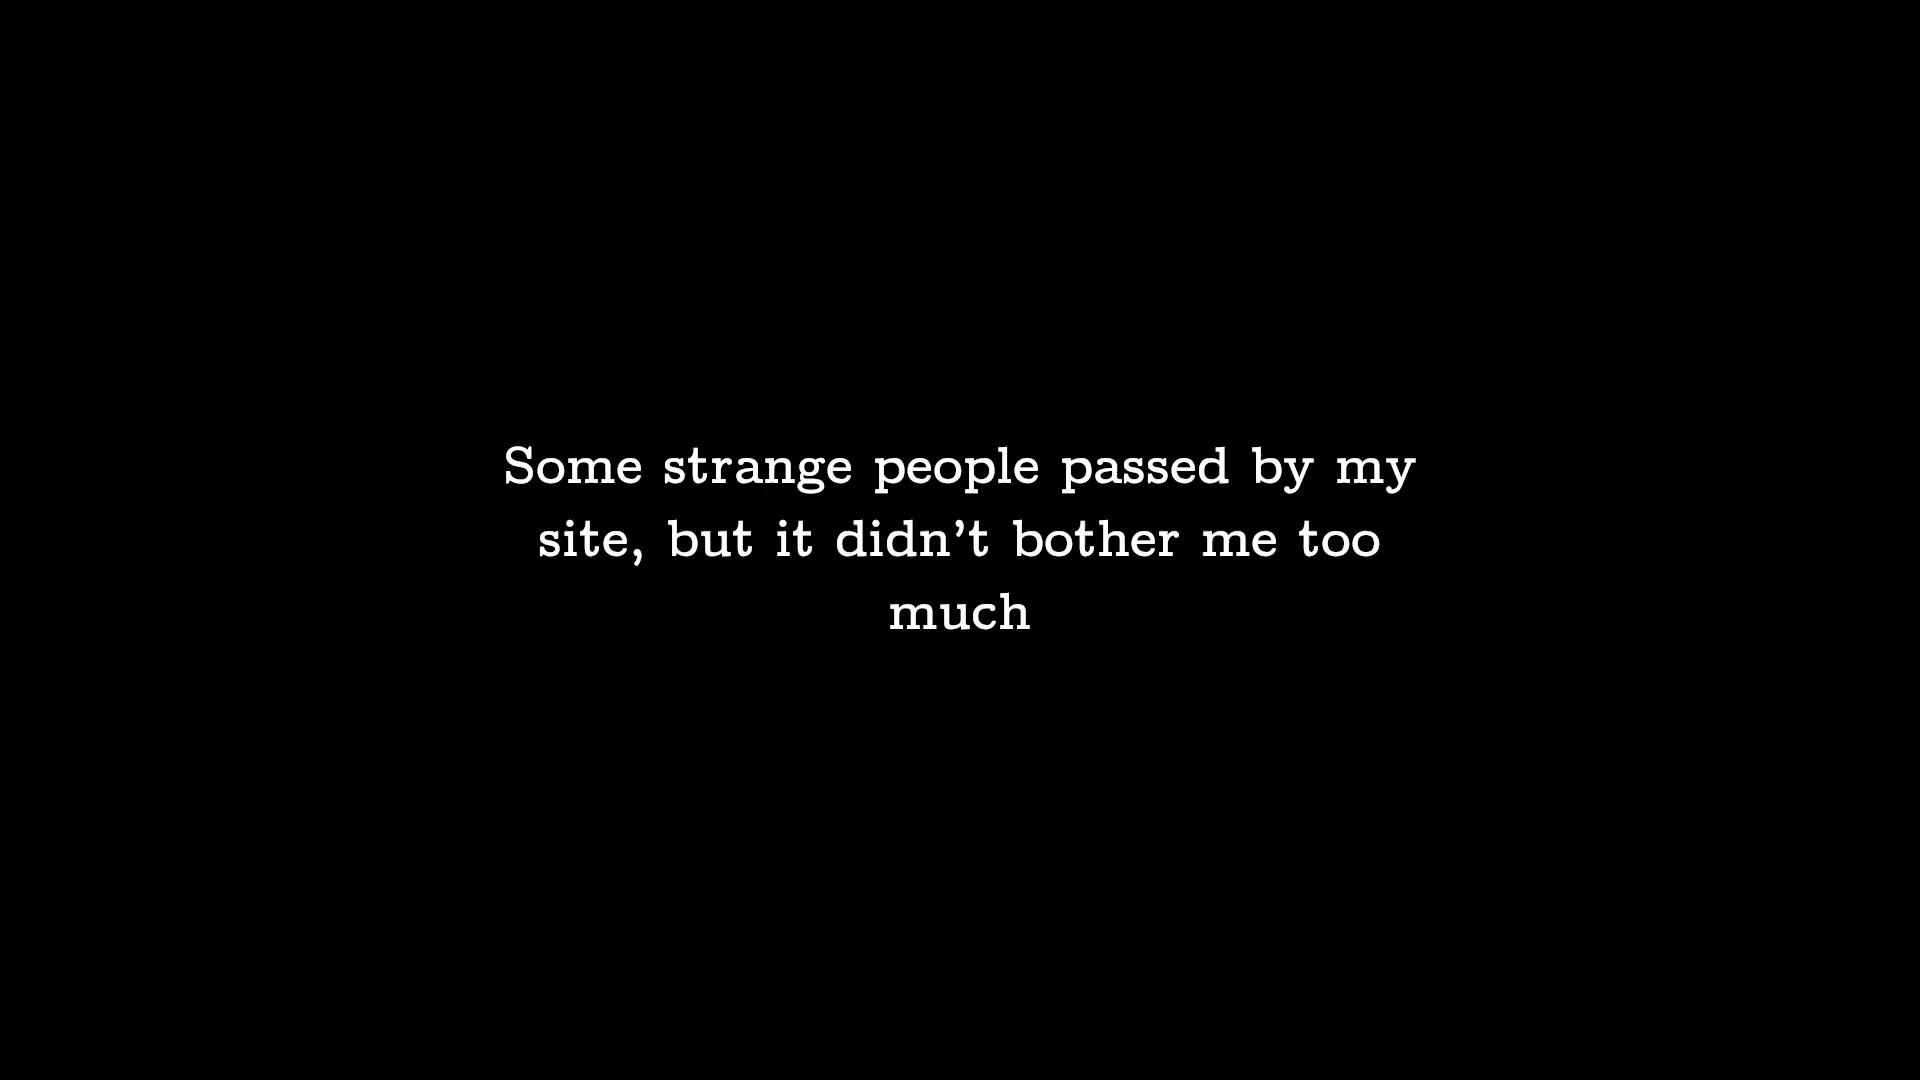 Some strange people passed by my
site, but it didn’t bother me too
much